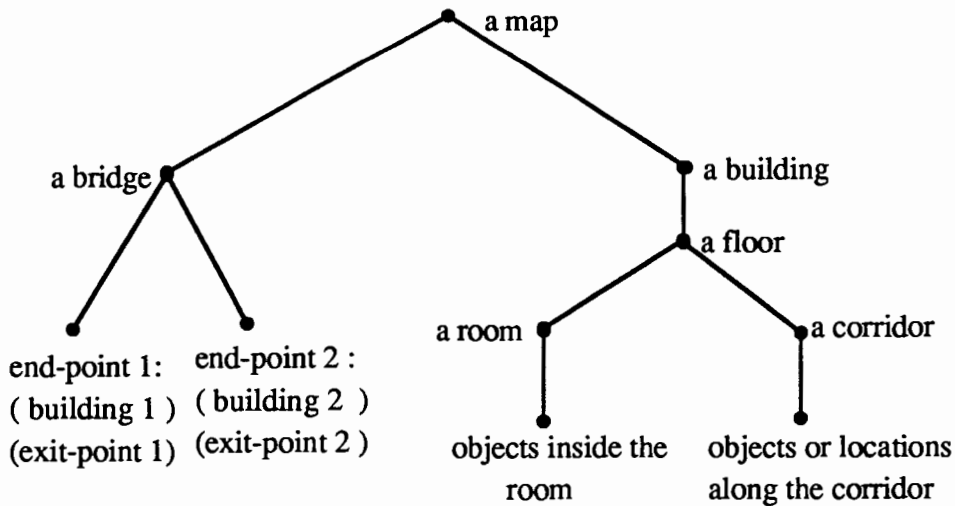 a map
a bridge
a building
a floor
a room
a corridor
end-point 1:
( building 1 )
(exit-point 1)
end-point 2 :
( building 2 )
(exit-point 2 )
objects inside the
room
objects or locations
along the corridor